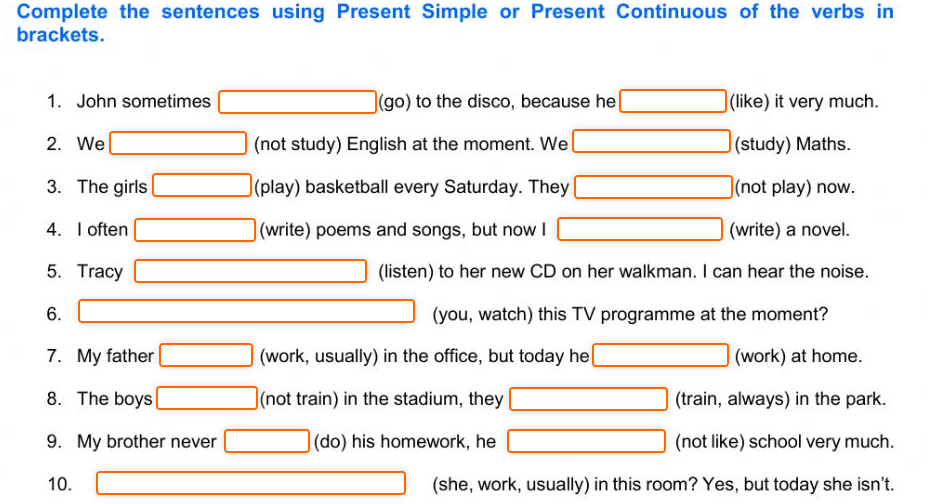 Complete the sentences using Present Simple or Present Continuous of the verbs in
brackets.
1. John sometimes (go) to the disco, because he (like) it very much.
2. We (not study) English at the moment. We (study) Maths.
3. The girls (play) basketball every Saturday. They (not play) now.
4. I often (write) poems and songs, but now I (write) a novel.
5. Tracy (listen) to her new CD on her walkman. I can hear the noise.
6. (you, watch) this TV programme at the moment?
7. My father (work, usually) in the office, but today he (work) at home.
8. The boys (not train) in the stadium, they (train, always) in the park.
9. My brother never (do) his homework, he (not like) school very much.
10. (she, work, usually) in this room? Yes, but today she isn't.